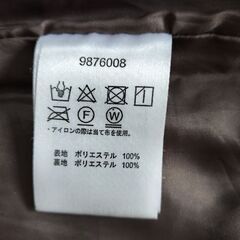 9876008
・アイロンの際は当て布を使用。
表地 ポリエステル 100%
裏地 ポリエステル 100%